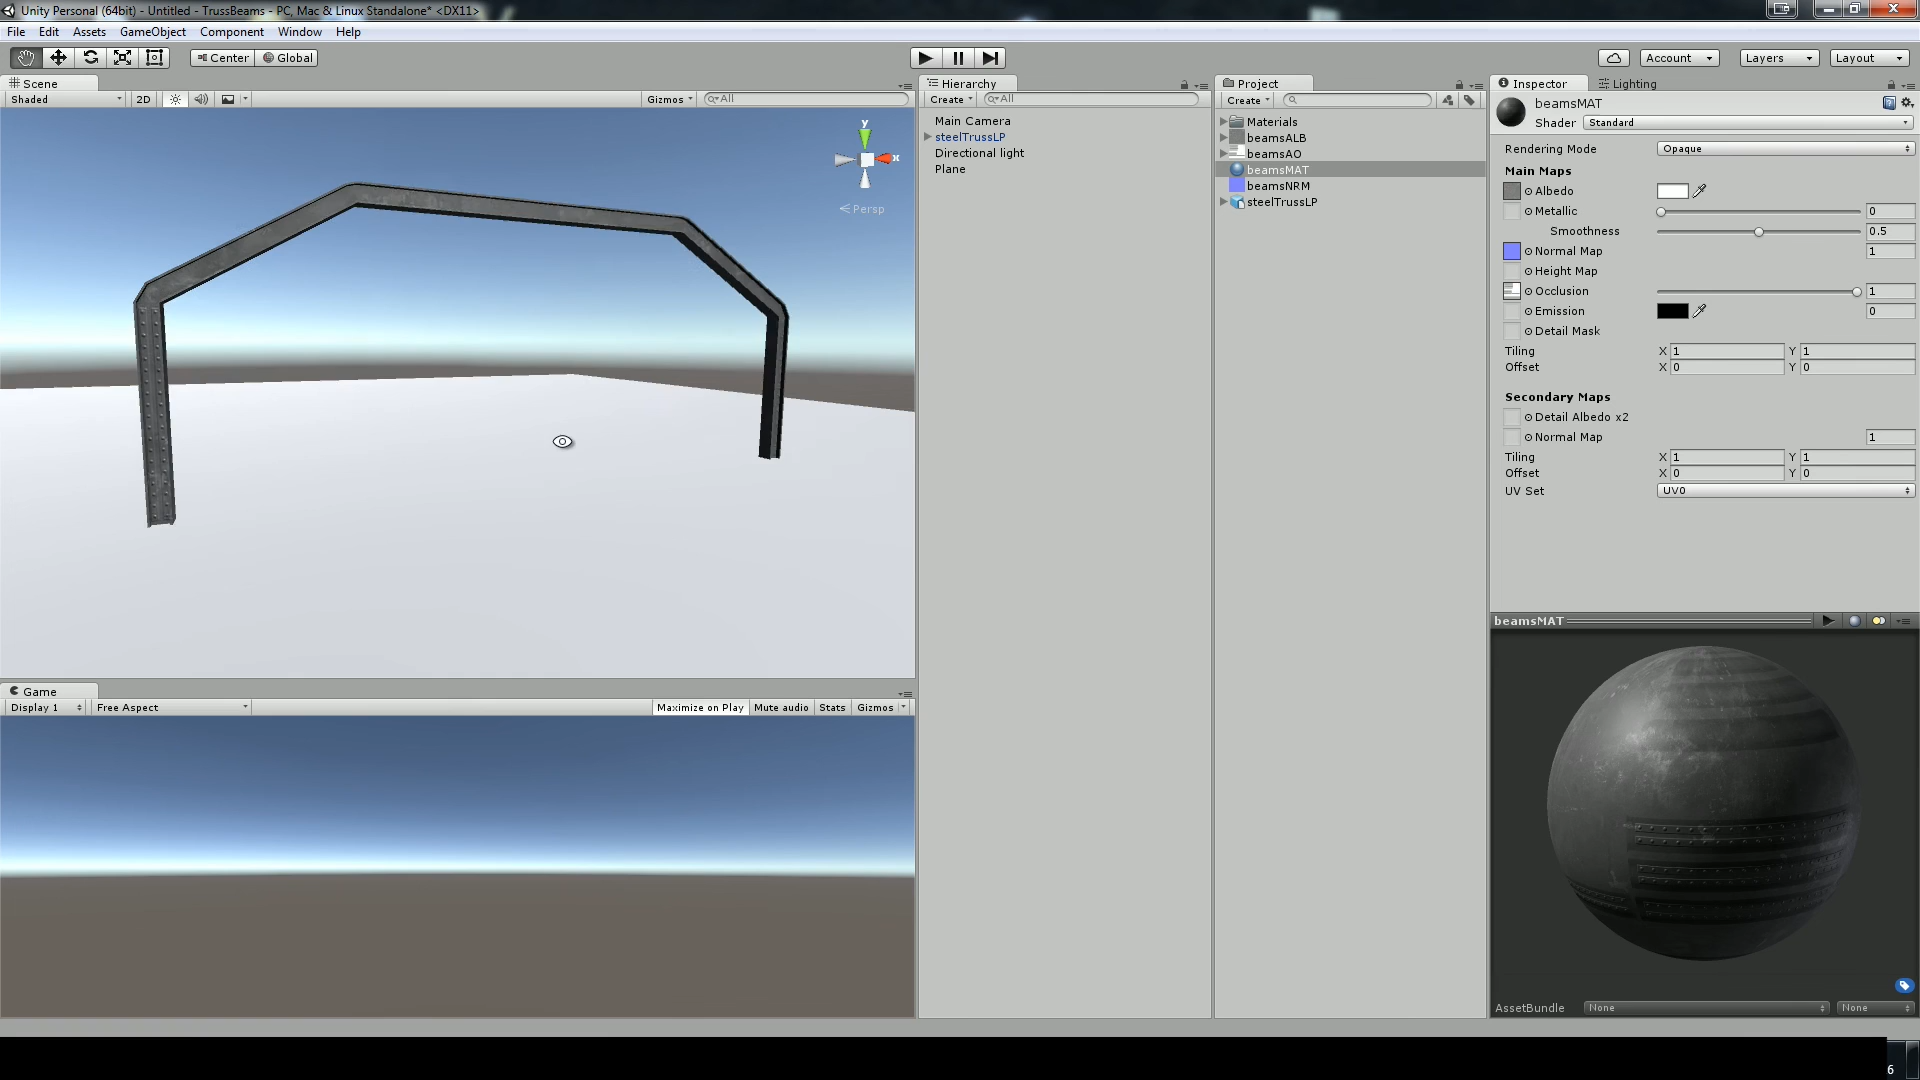 Unity Personal (64bit) - Untitled - TrussBeams - PC, Mac & Linux Standalone* <DX11>
File Edit Assets GameObject Component Window Help
Center Global Account Layers Layout
Scene
Shaded 2D Gizmos All
y
x
Persp
Hierarchy
Create All
Main Camera
steelTrussLP
Directional light
Plane
Project
Create
Materials
beamsALB
beamsAO
beamsMAT
beamsNRM
steelTrussLP
Inspector Lighting
beamsMAT
Shader Standard
Rendering Mode Opaque
Main Maps
Albedo
Metallic 0
Smoothness 0.5
Normal Map 1
Height Map
Occlusion 1
Emission 0
Detail Mask
Tiling X 1 Y 1
Offset X 0 Y 0
Secondary Maps
Detail Albedo x2
Normal Map 1
Tiling X 1 Y 1
Offset X 0 Y 0
UV Set UV0
beamsMAT
AssetBundle None None
Game
Display 1 Free Aspect Maximize on Play Mute audio Stats Gizmos
6